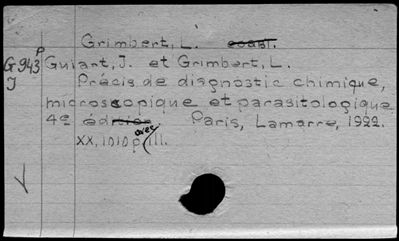 Grimbert, L.
P
G943 Guiart, J. et Grimbert, L.
J Précis de diagnostic chimique,
microscopique et parasitologique
4e éd. Paris, Lamarre, 1922.
XX, 1010 p. avec ill.